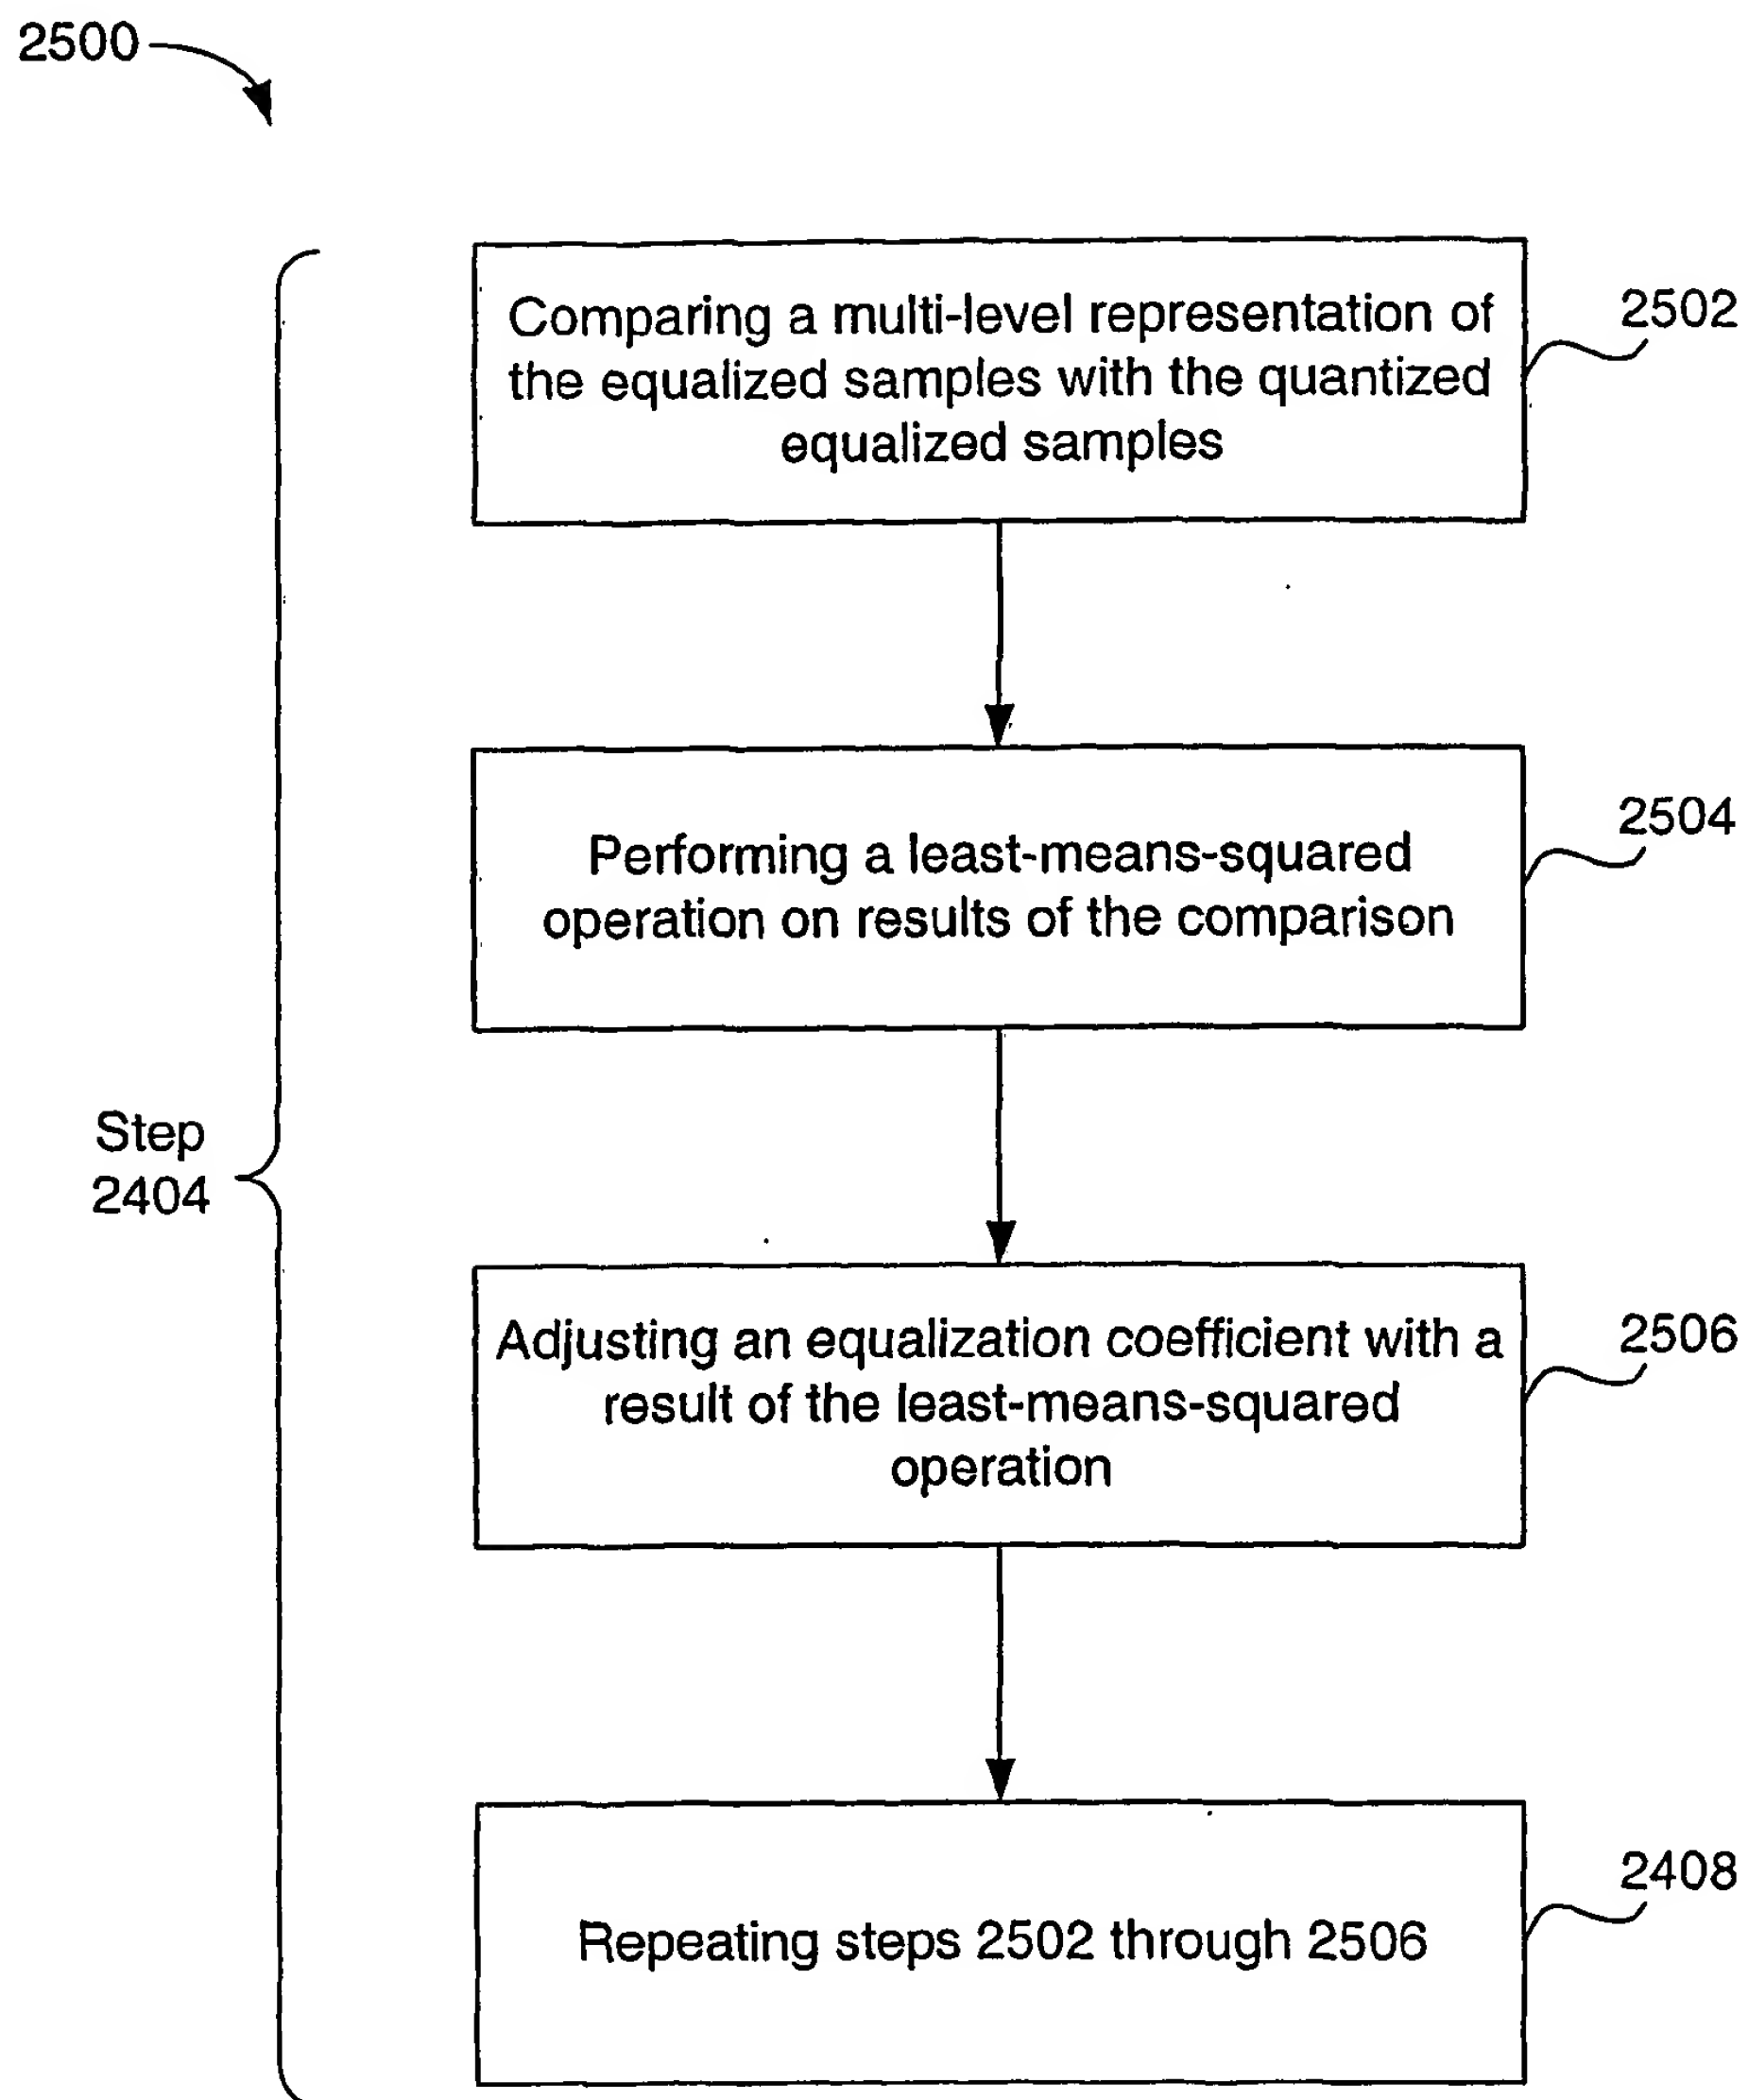 2500
Comparing a multi-level representation of
the equalized samples with the quantized
equalized samples
2502
Performing a least-means-squared
operation on results of the comparison
2504
Step
2404
Adjusting an equalization coefficient with a
result of the least-means-squared
operation
2506
Repeating steps 2502 through 2506
2408